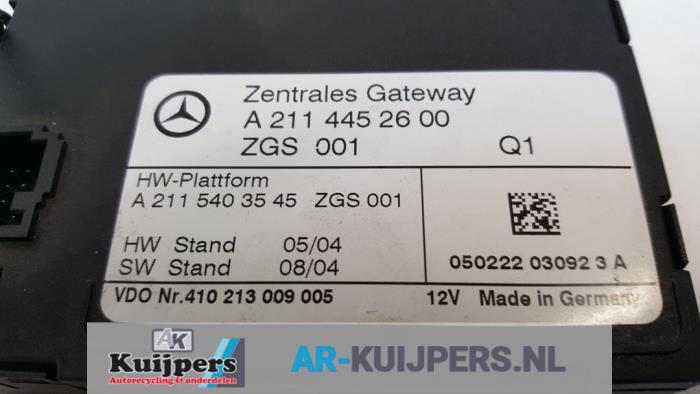 Zentrales Gateway
A 211 445 26 00
ZGS 001 Q1
HW-Plattform
A 211 540 35 45 ZGS 001
HW Stand 05/04
SW Stand 08/04
050222 03092 3 A
VDO Nr.410 213 009 005 12V Made in Germany
AK
Kuijpers
Autorecycling & onderdelen
AR-KUIJPERS.NL